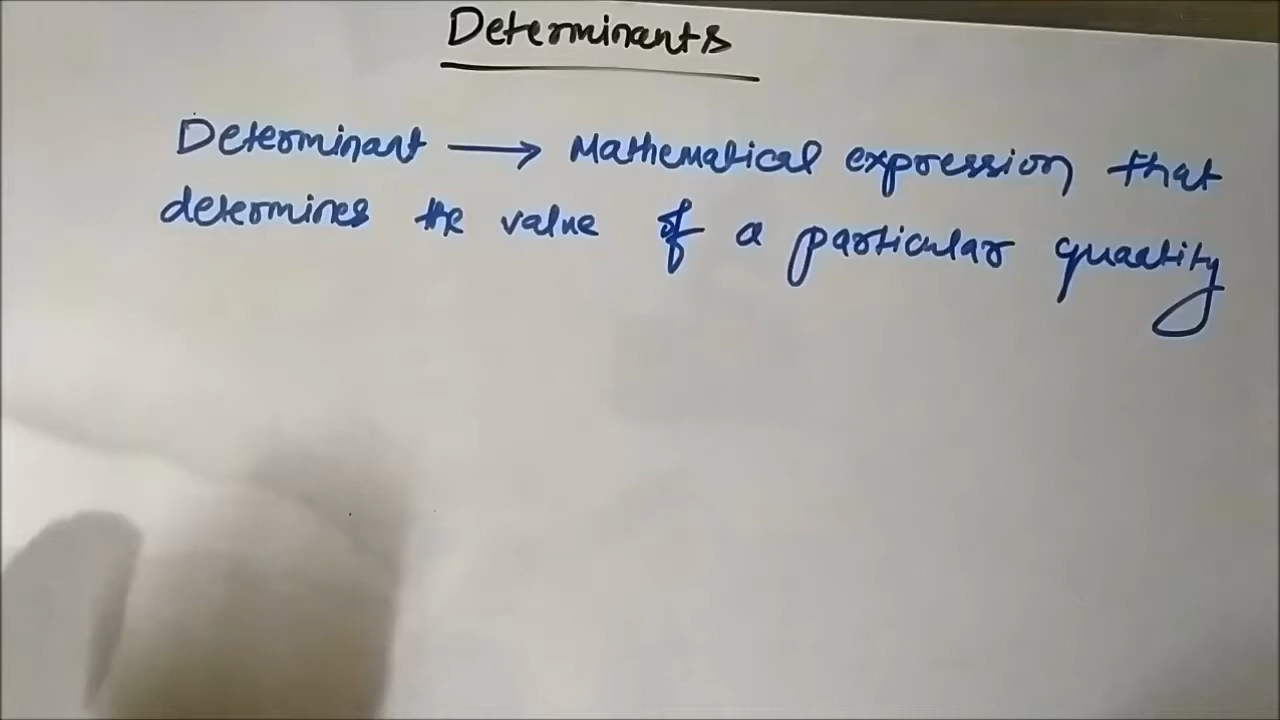 Determinants
Determinant → Mathematical expression that
determines the value of a particular quantity